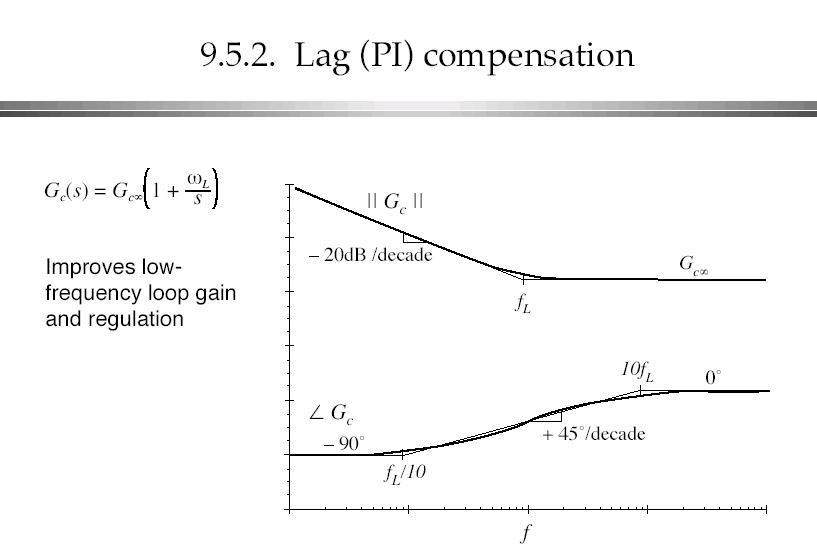 9.5.2. Lag (PI) compensation
G_c(s) = G_c∞(1 + ω_L/s)
Improves low-
frequency loop gain
and regulation
|| G_c ||
– 20dB /decade
G_c∞
f_L
10f_L
0°
∠ G_c
– 90°
+ 45°/decade
f_L/10
f